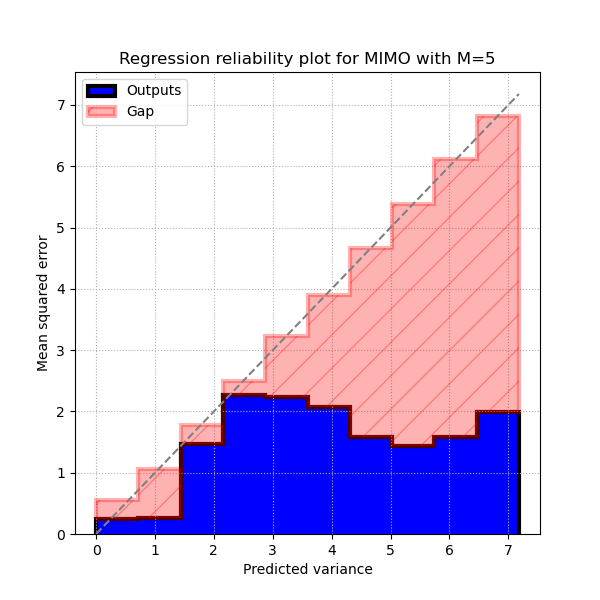 Regression reliability plot for MIMO with M=5
Outputs
Gap
7
6
5
4
3
2
1
0
Mean squared error
0 1 2 3 4 5 6 7
Predicted variance